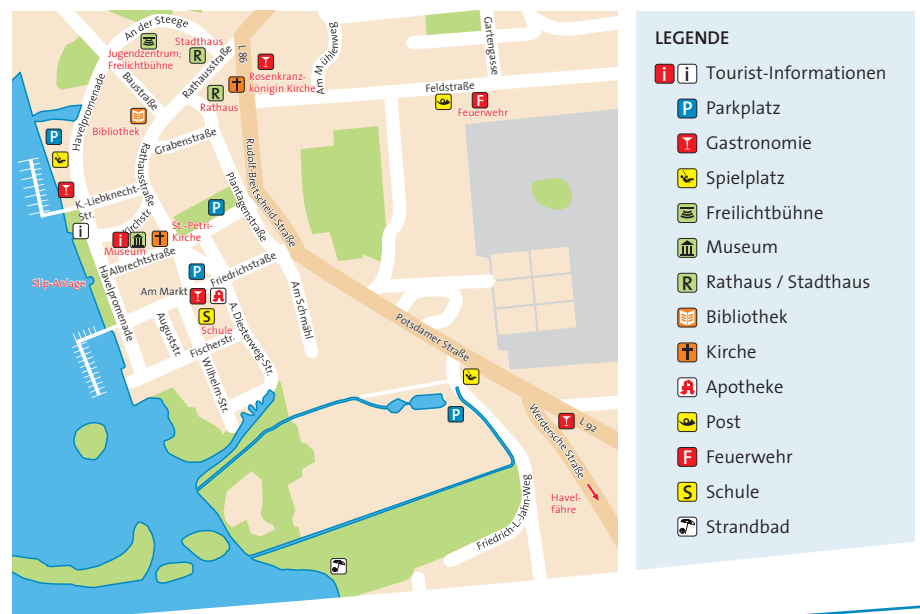 An der Steege
Jugendzentrum;
Freilichtbühne
Stadthaus
R
L 86
Rosenkranz-
königin Kirche
Am Mühlenweg
Gartengasse
Feldstraße
F
Feuerwehr
Havelpromenade
Baustraße
Rathausstraße
R
Rathaus
Bibliothek
P
Grabenstraße
Rathausstraße
Rudolf-Breitscheid-Straße
Plantagenstraße
K.-Liebknecht-
Str.
Kirchstr.
St.-Petri-
Kirche
P
i
i
Museum
Albrechtstraße
Slip-Anlage
Havelpromenade
P
Friedrichstraße
Am Markt
A
S
Schule
Am Schmähl
Auguststr.
Fischerstr.
A. Diesterweg-Str.
Wilhelm-Str.
Potsdamer Straße
P
Werdersche Straße
L 92
Havel-
fähre
Friedrich-L.-Jahn-Weg
LEGENDE
i i Tourist-Informationen
P Parkplatz
Gastronomie
Spielplatz
Freilichtbühne
Museum
R Rathaus / Stadthaus
Bibliothek
Kirche
A Apotheke
Post
F Feuerwehr
S Schule
Strandbad